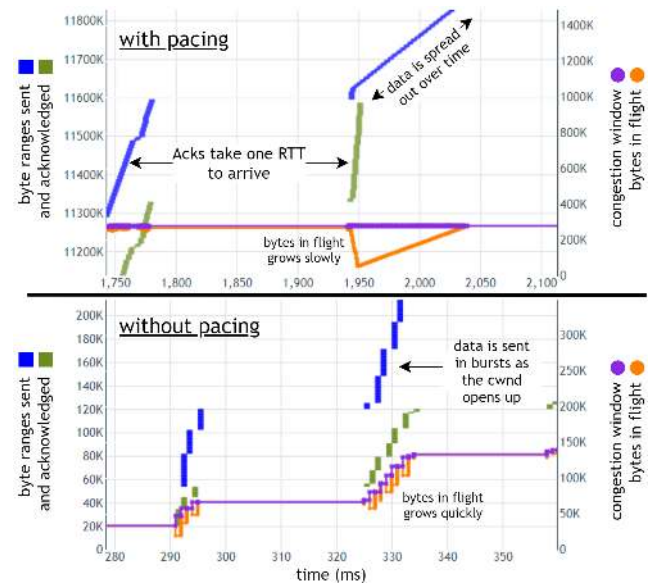 with pacing
11800K
11700K
11600K
11500K
11400K
11300K
11200K
1400K
1200K
1000K
800K
600K
400K
200K
0
data is spread
out over time
Acks take one RTT
to arrive
bytes in flight
grows slowly
1,750
1,800
1,850
1,900
1,950
2,000
2,050
2,100
byte ranges sent
and acknowledged
congestion window
bytes in flight
without pacing
200K
180K
160K
140K
120K
100K
80K
60K
40K
20K
0
300K
250K
200K
150K
100K
50K
0
data is sent
in bursts as
the cwnd
opens up
bytes in flight
grows quickly
280
290
300
310
320
330
340
350
time (ms)
byte ranges sent
and acknowledged
congestion window
bytes in flight